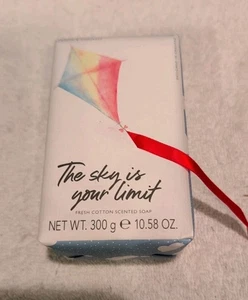 The sky is
your limit
FRESH COTTON SCENTED SOAP
NET WT. 300 g ℮ 10.58 OZ.